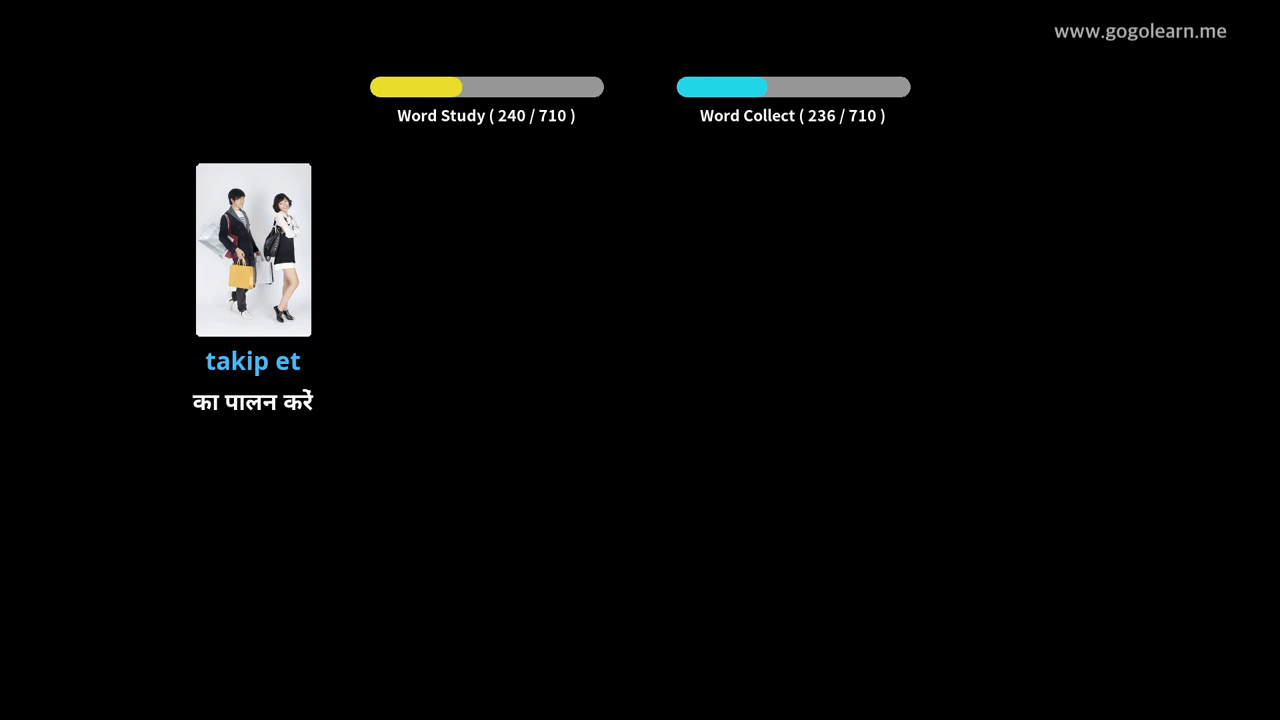 www.gogolearn.me
Word Study ( 240 / 710 )
Word Collect ( 236 / 710 )
takip et
का पालन करें